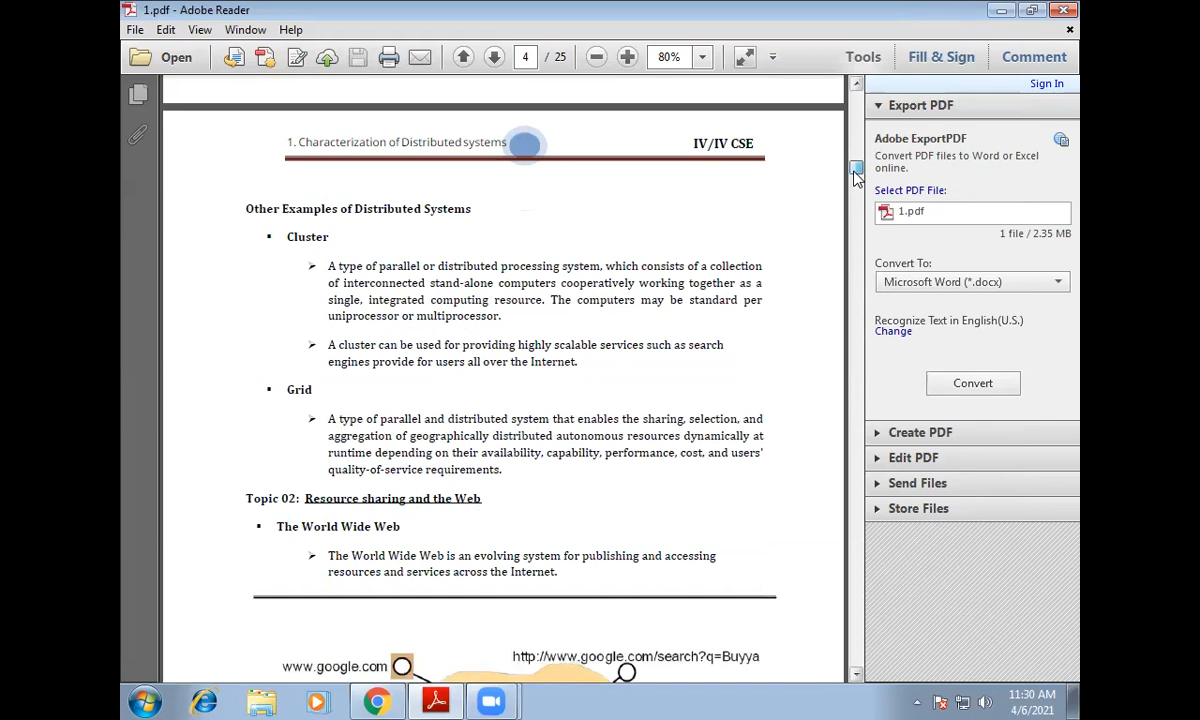 1.pdf - Adobe Reader
File Edit View Window Help
Open 4 / 25 80% Tools Fill & Sign Comment
Sign In
Export PDF
Adobe ExportPDF
Convert PDF files to Word or Excel
online.
Select PDF File:
1.pdf
1 file / 2.35 MB
Convert To:
Microsoft Word (*.docx)
Recognize Text in English(U.S.)
Change
Convert
Create PDF
Edit PDF
Send Files
Store Files
1. Characterization of Distributed systems IV/IV CSE
Other Examples of Distributed Systems
Cluster
A type of parallel or distributed processing system, which consists of a collection
of interconnected stand-alone computers cooperatively working together as a
single, integrated computing resource. The computers may be standard per
uniprocessor or multiprocessor.
A cluster can be used for providing highly scalable services such as search
engines provide for users all over the Internet.
Grid
A type of parallel and distributed system that enables the sharing, selection, and
aggregation of geographically distributed autonomous resources dynamically at
runtime depending on their availability, capability, performance, cost, and users'
quality-of-service requirements.
Topic 02: Resource sharing and the Web
The World Wide Web
The World Wide Web is an evolving system for publishing and accessing
resources and services across the Internet.
www.google.com
http://www.google.com/search?q=Buyya
11:30 AM
4/6/2021